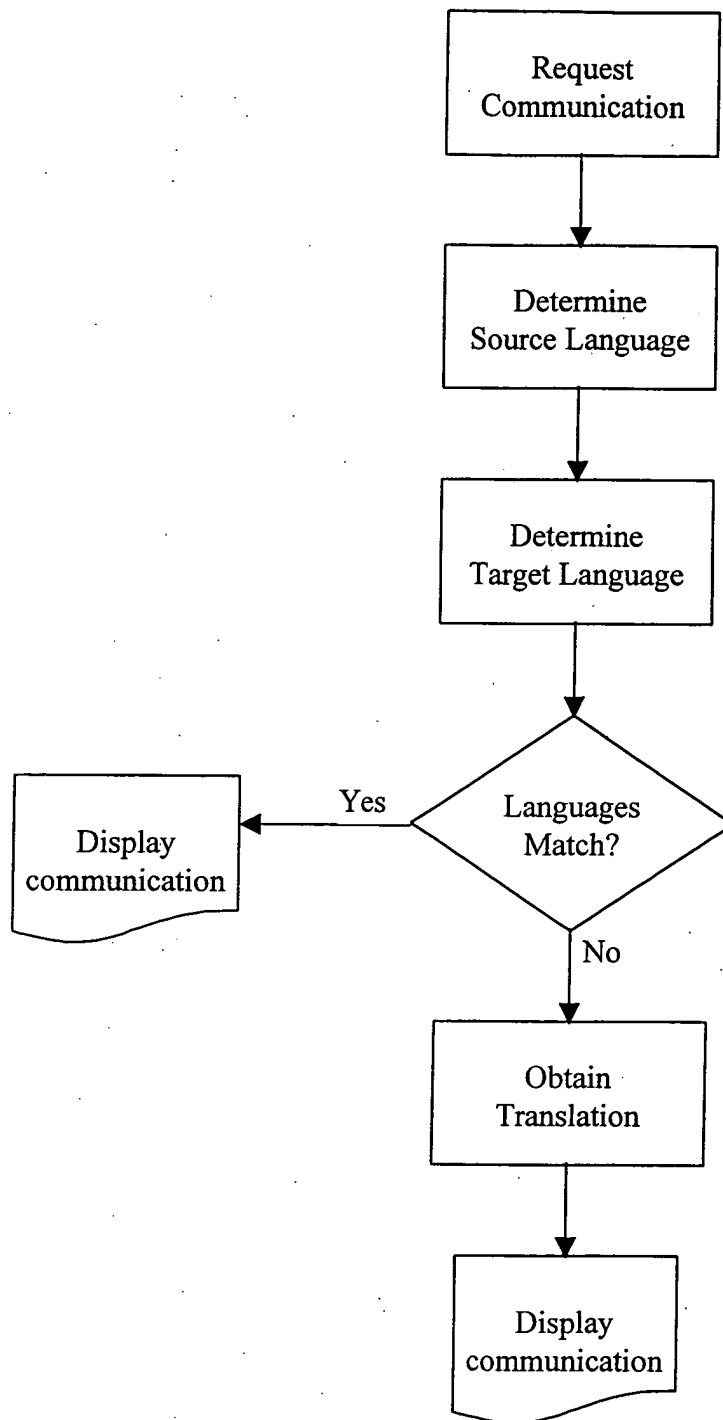 Request
Communication
Determine
Source Language
Determine
Target Language
Languages
Match?
Yes
Display
communication
No
Obtain
Translation
Display
communication